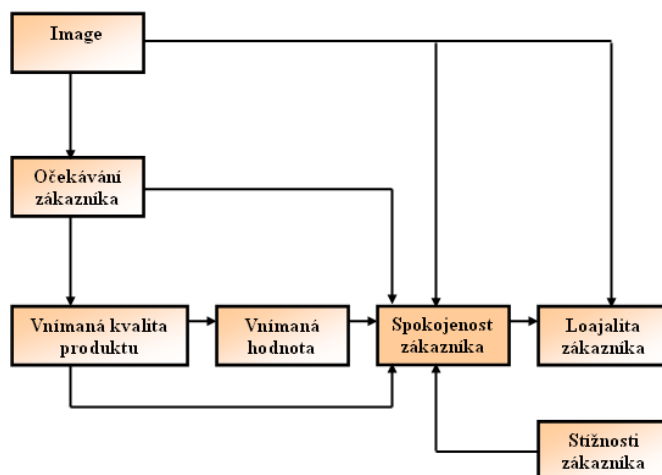 Image
Očekávání
zákazníka
Vnímaná kvalita
produktu
Vnímaná
hodnota
Spokojenost
zákazníka
Loajalita
zákazníka
Stížnosti
zákazníka